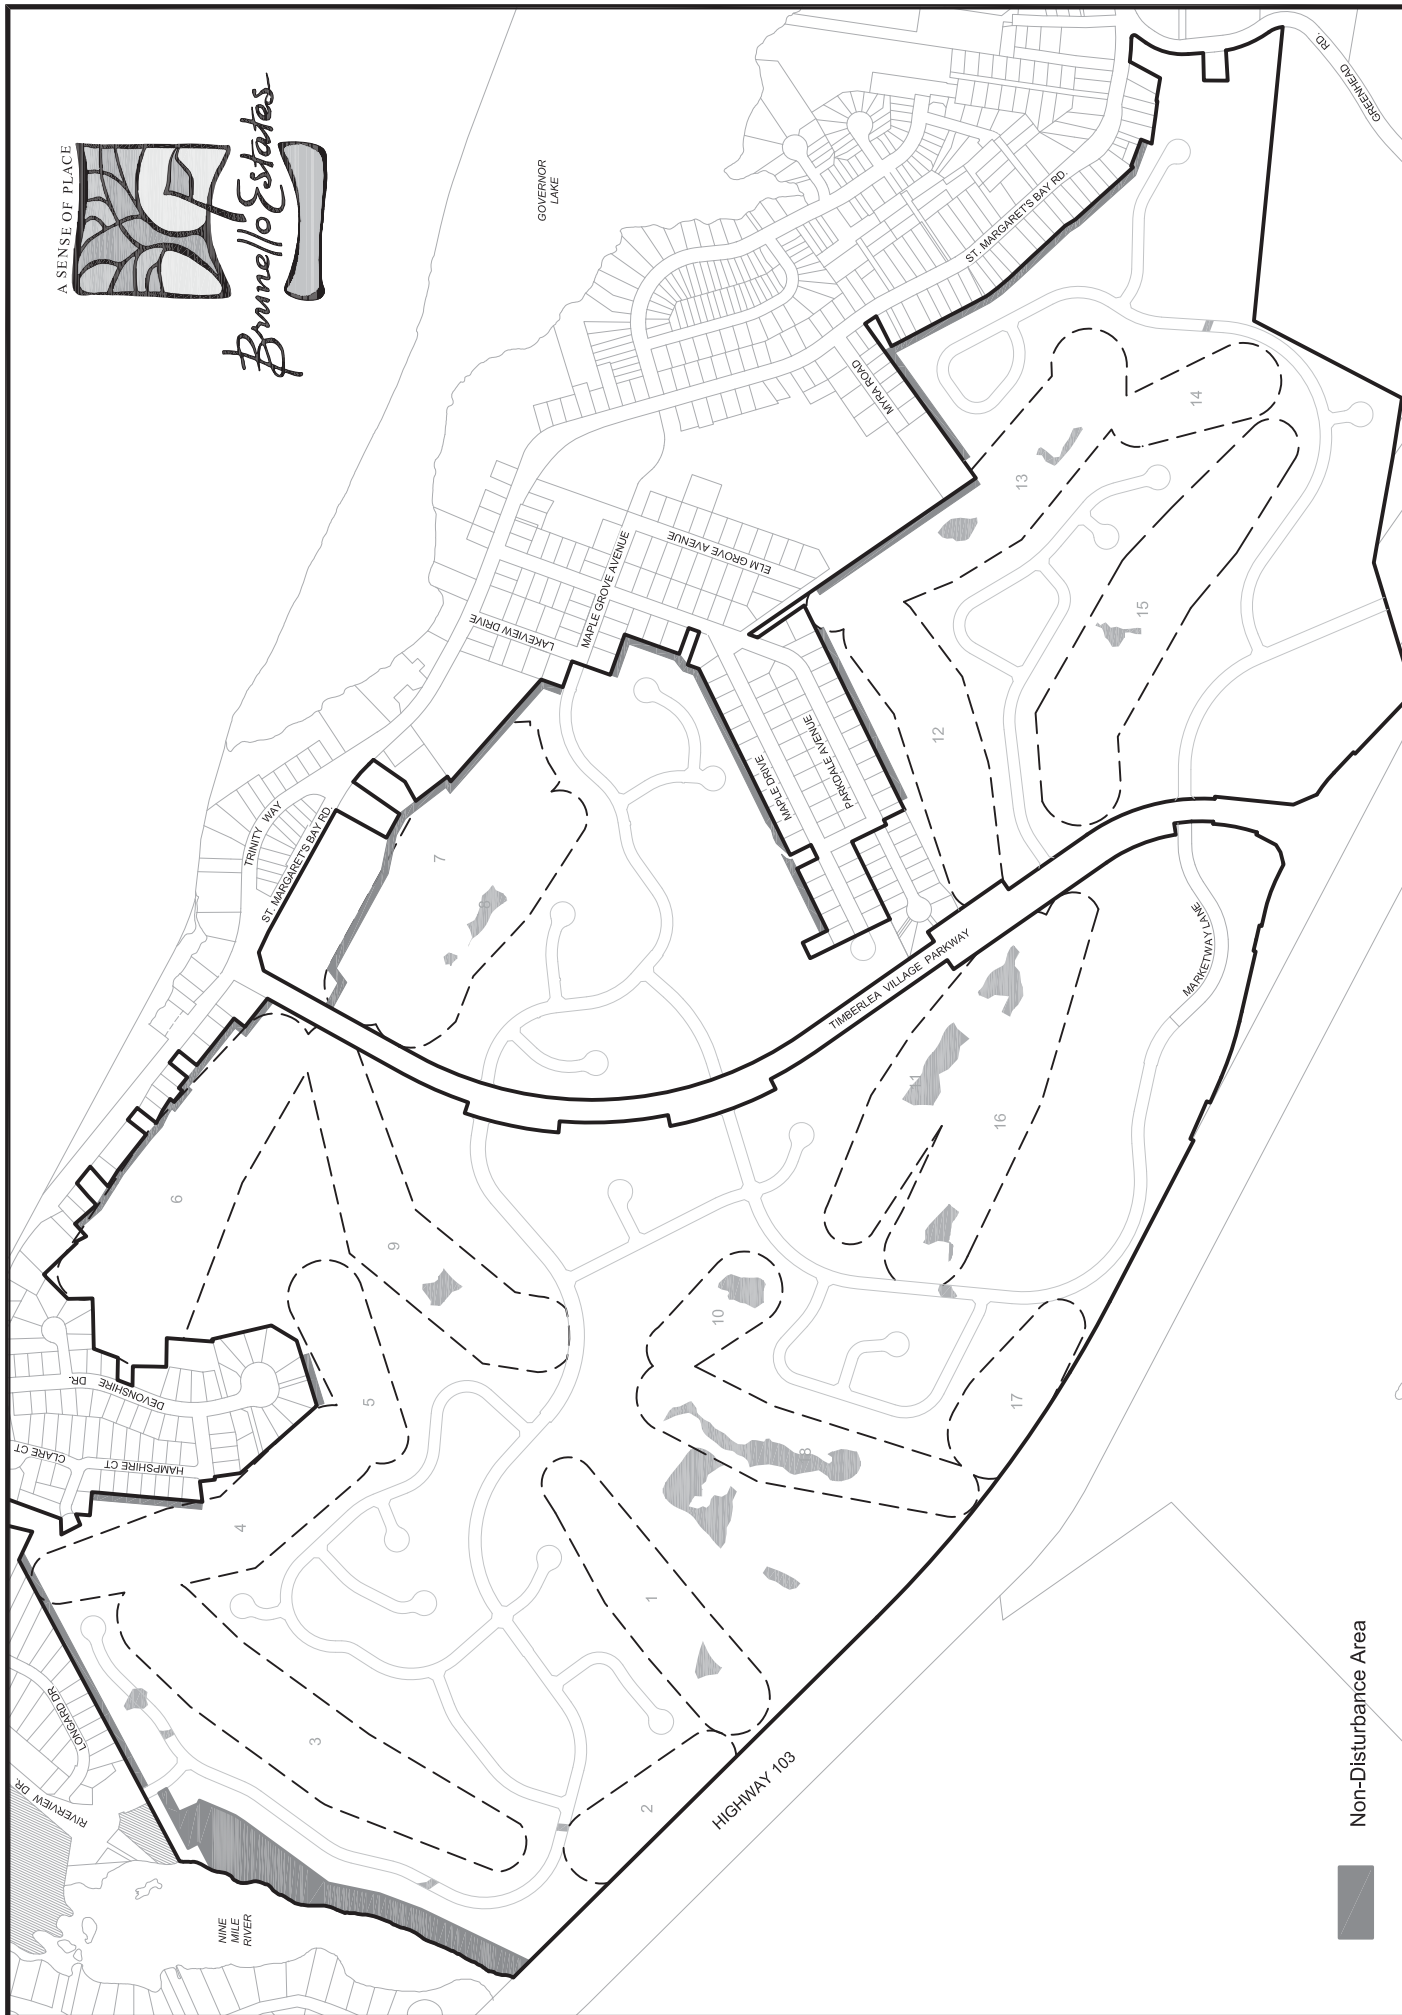 A SENSE OF PLACE
Brunello Estates
GOVERNOR
LAKE
GREENHEAD
RD.
ST. MARGARET'S BAY RD.
MYRA ROAD
ELM GROVE AVENUE
MAPLE GROVE AVENUE
LAKEVIEW DRIVE
MAPLE DRIVE
PARKDALE AVENUE
TRINITY WAY
ST. MARGARET'S BAY RD.
TIMBERLEA VILLAGE PARKWAY
MARKETWAY LANE
DEVONSHIRE DR.
CLARE CT
HAMPSHIRE CT
LONGARD DR.
RIVERVIEW DR.
NINE
MILE
RIVER
HIGHWAY 103
14
13
15
12
7
8
11
16
6
9
10
5
17
18
4
1
3
2
Non-Disturbance Area